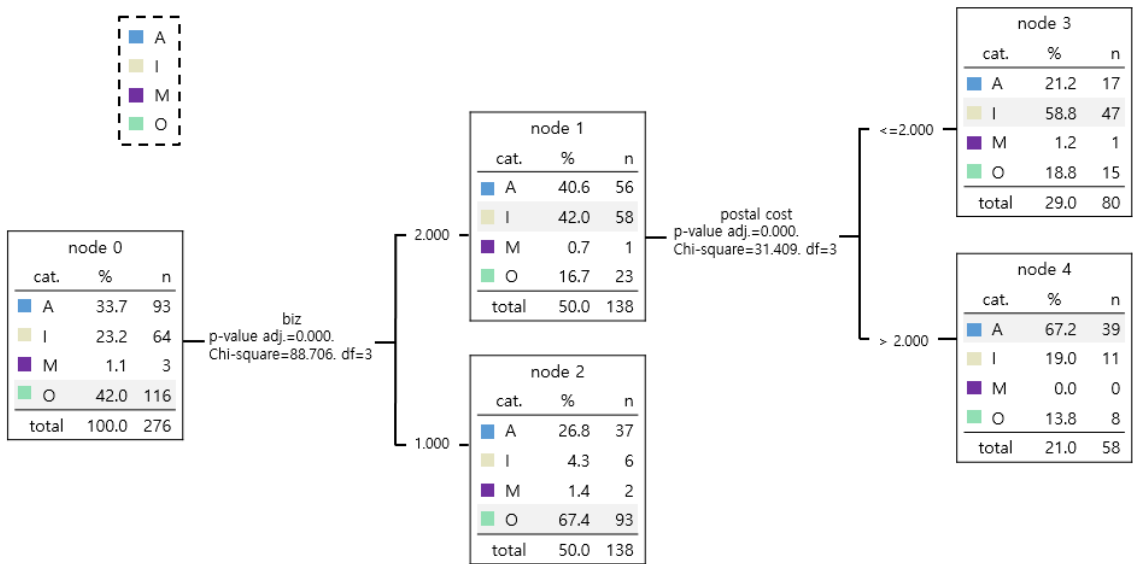 A
I
M
O
node 0
cat. % n
A 33.7 93
I 23.2 64
M 1.1 3
O 42.0 116
total 100.0 276
biz
p-value adj.=0.000.
Chi-square=88.706. df=3
2.000
1.000
node 1
cat. % n
A 40.6 56
I 42.0 58
M 0.7 1
O 16.7 23
total 50.0 138
node 2
cat. % n
A 26.8 37
I 4.3 6
M 1.4 2
O 67.4 93
total 50.0 138
postal cost
p-value adj.=0.000.
Chi-square=31.409. df=3
<=2.000
> 2.000
node 3
cat. % n
A 21.2 17
I 58.8 47
M 1.2 1
O 18.8 15
total 29.0 80
node 4
cat. % n
A 67.2 39
I 19.0 11
M 0.0 0
O 13.8 8
total 21.0 58